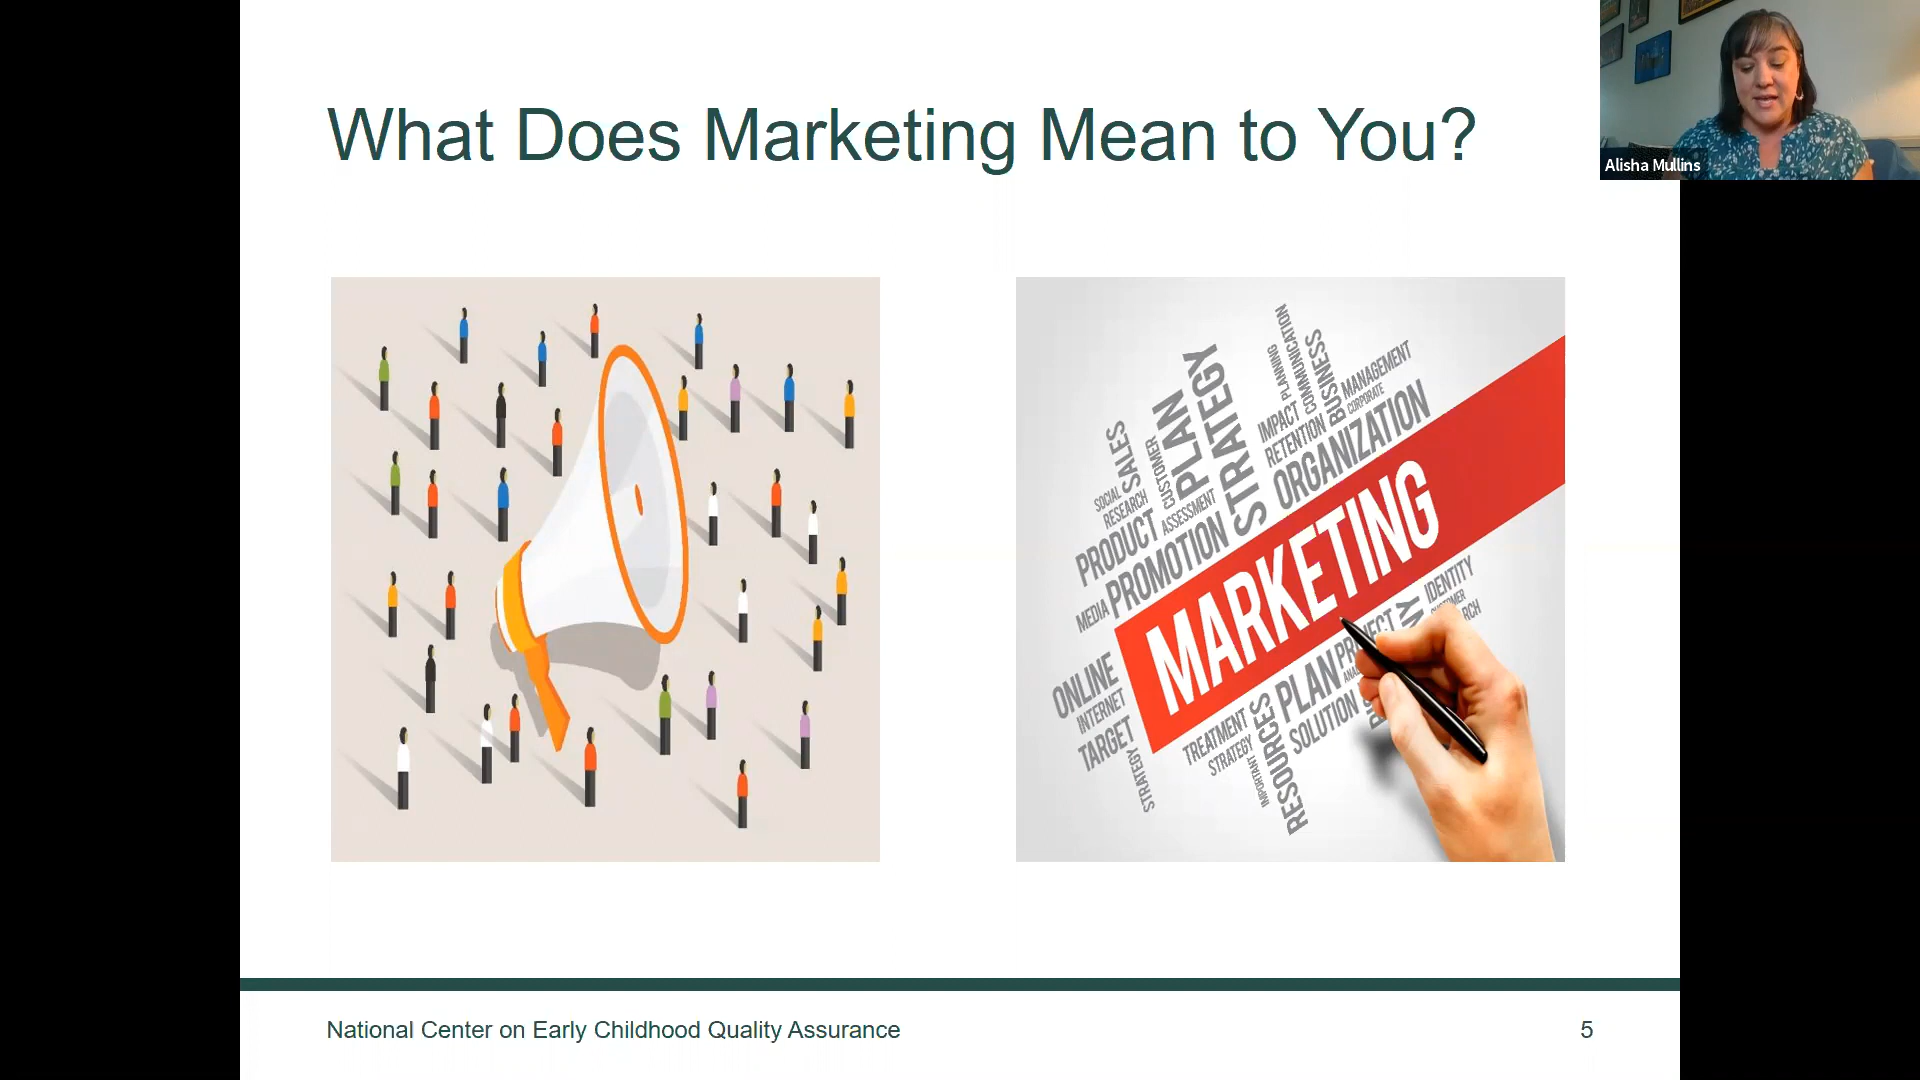 What Does Marketing Mean to You?
Alisha Mullins
COMMUNICATION
PLANNING
BUSINESS
MANAGEMENT
CORPORATE
IMPACT
RETENTION
ORGANIZATION
STRATEGY
PLAN
CUSTOMER
SALES
SOCIAL
RESEARCH
ASSESSMENT
PRODUCT
PROMOTION
MEDIA
MARKETING
ONLINE
INTERNET
TARGET
STRATEGY
TREATMENT
STRATEGY
IMPORTANT
RESOURCES
PLAN
SOLUTION
IDENTITY
National Center on Early Childhood Quality Assurance
5